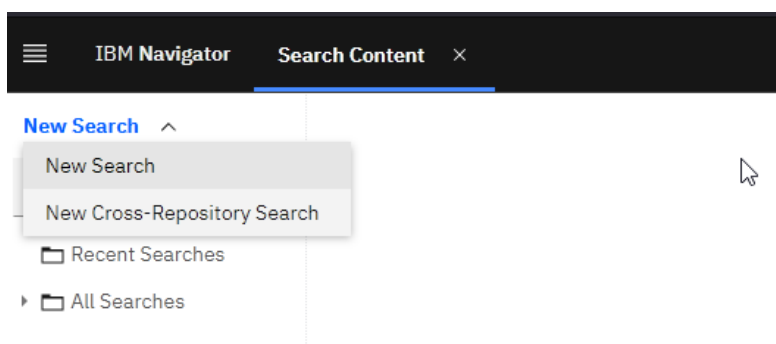 IBM Navigator Search Content
New Search
New Search
New Cross-Repository Search
Recent Searches
All Searches